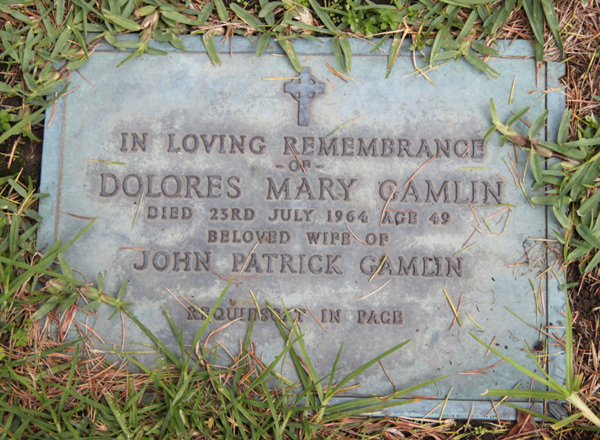 IN LOVING REMEMBRANCE
-OF-
DOLORES MARY GAMLIN
DIED 23RD JULY 1964 AGE 49
BELOVED WIFE OF
JOHN PATRICK GAMLIN
REQUIESCAT IN PACE